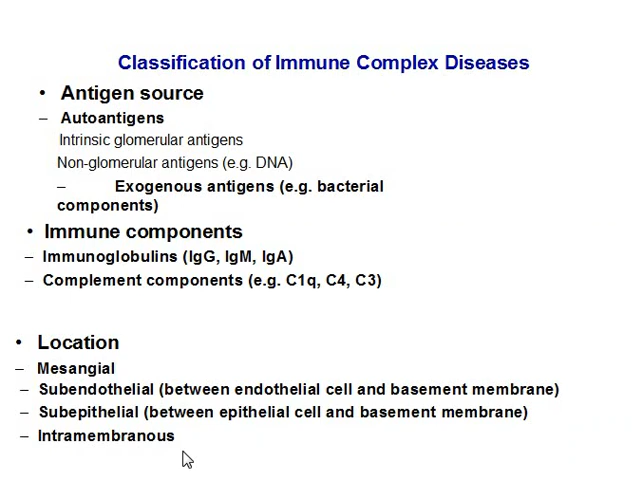 Classification of Immune Complex Diseases
• Antigen source
– Autoantigens
Intrinsic glomerular antigens
Non-glomerular antigens (e.g. DNA)
– Exogenous antigens (e.g. bacterial
components)
• Immune components
– Immunoglobulins (IgG, IgM, IgA)
– Complement components (e.g. C1q, C4, C3)
• Location
– Mesangial
– Subendothelial (between endothelial cell and basement membrane)
– Subepithelial (between epithelial cell and basement membrane)
– Intramembranous